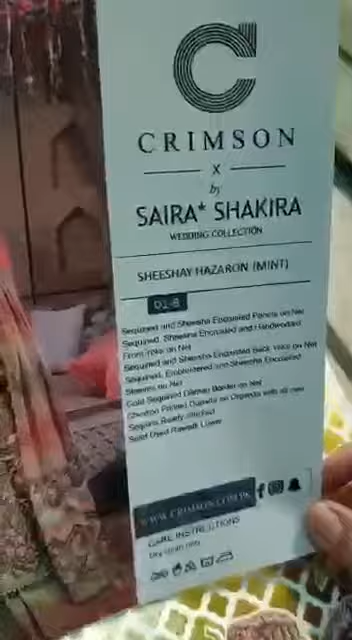 C
CRIMSON
X
by
SAIRA* SHAKIRA
WEDDING COLLECTION
SHEESHAY HAZARON (MINT)
D1-B
Sequined and Sheesha Encrusted Panels on Net
Sequined, Sheesha Encrusted and Handworked
Front Yoke on Net
Sequined and Sheesha Encrusted Back Yoke on Net
Sequined, Embroidered and Sheesha Encrusted
Sleeves on Net
Gold Sequined Daman Border on Net
Printed Dupatta on Organza with all over
Sequins Ready stitched
Solid Dyed Rawsilk Lower
WWW.CRIMSON.COM.PK
CARE INSTRUCTIONS
Dry clean only